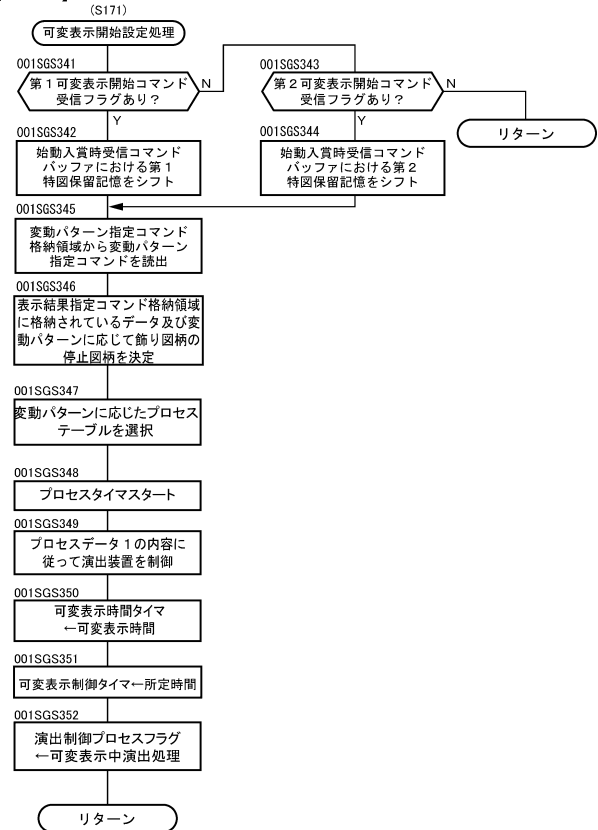 (S171)
可変表示開始設定処理
001SGS341
第1可変表示開始コマンド
受信フラグあり?
N
Y
001SGS343
第2可変表示開始コマンド
受信フラグあり?
N
Y
リターン
001SGS342
始動入賞時受信コマンド
バッファにおける第1
特図保留記憶をシフト
001SGS344
始動入賞時受信コマンド
バッファにおける第2
特図保留記憶をシフト
001SGS345
変動パターン指定コマンド
格納領域から変動パターン
指定コマンドを読出
001SGS346
表示結果指定コマンド格納領域
に格納されているデータ及び変
動パターンに応じて飾り図柄の
停止図柄を決定
001SGS347
変動パターンに応じたプロセス
テーブルを選択
001SGS348
プロセスタイマスタート
001SGS349
プロセスデータ1の内容に
従って演出装置を制御
001SGS350
可変表示時間タイマ
←可変表示時間
001SGS351
可変表示制御タイマ←所定時間
001SGS352
演出制御プロセスフラグ
←可変表示中演出処理
リターン